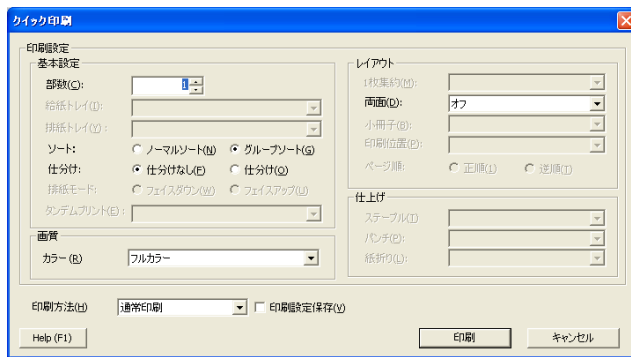 クイック印刷
印刷設定
基本設定
部数(C): 1
給紙トレイ(I):
排紙トレイ(Y):
ソート: ノーマルソート(N) グループソート(G)
仕分け: 仕分けなし(F) 仕分け(O)
排紙モード: フェイスダウン(W) フェイスアップ(U)
タンデムプリント(E):
画質
カラー(R) フルカラー
レイアウト
1枚集約(M):
両面(D): オフ
小冊子(B):
印刷位置(P):
ページ順: 正順(1) 逆順(T)
仕上げ
ステープル(T)
パンチ(P):
紙折り(L):
印刷方法(H) 通常印刷 印刷設定保存(V)
Help (F1) 印刷 キャンセル